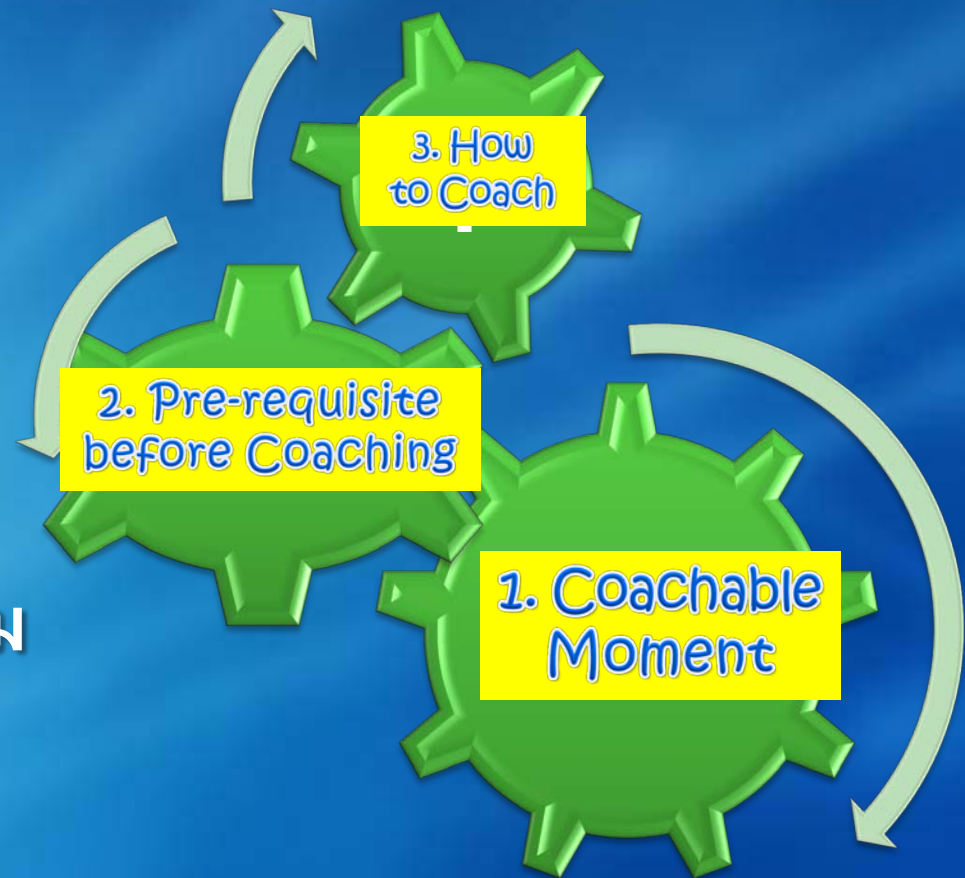 3. How
to Coach
2. Pre-requisite
before Coaching
1. Coachable
Moment